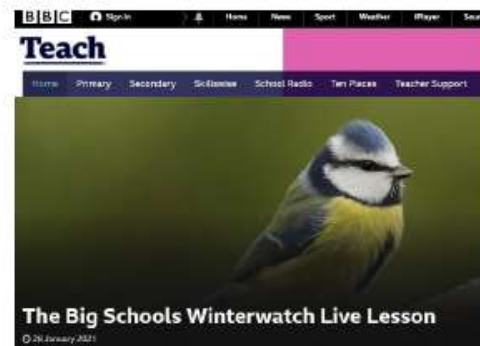 BBC Sign in Home News Sport Weather iPlayer
Teach
Home Primary Secondary Skillswise School Radio Ten Pieces Teacher Support
The Big Schools Winterwatch Live Lesson
26 January 2021